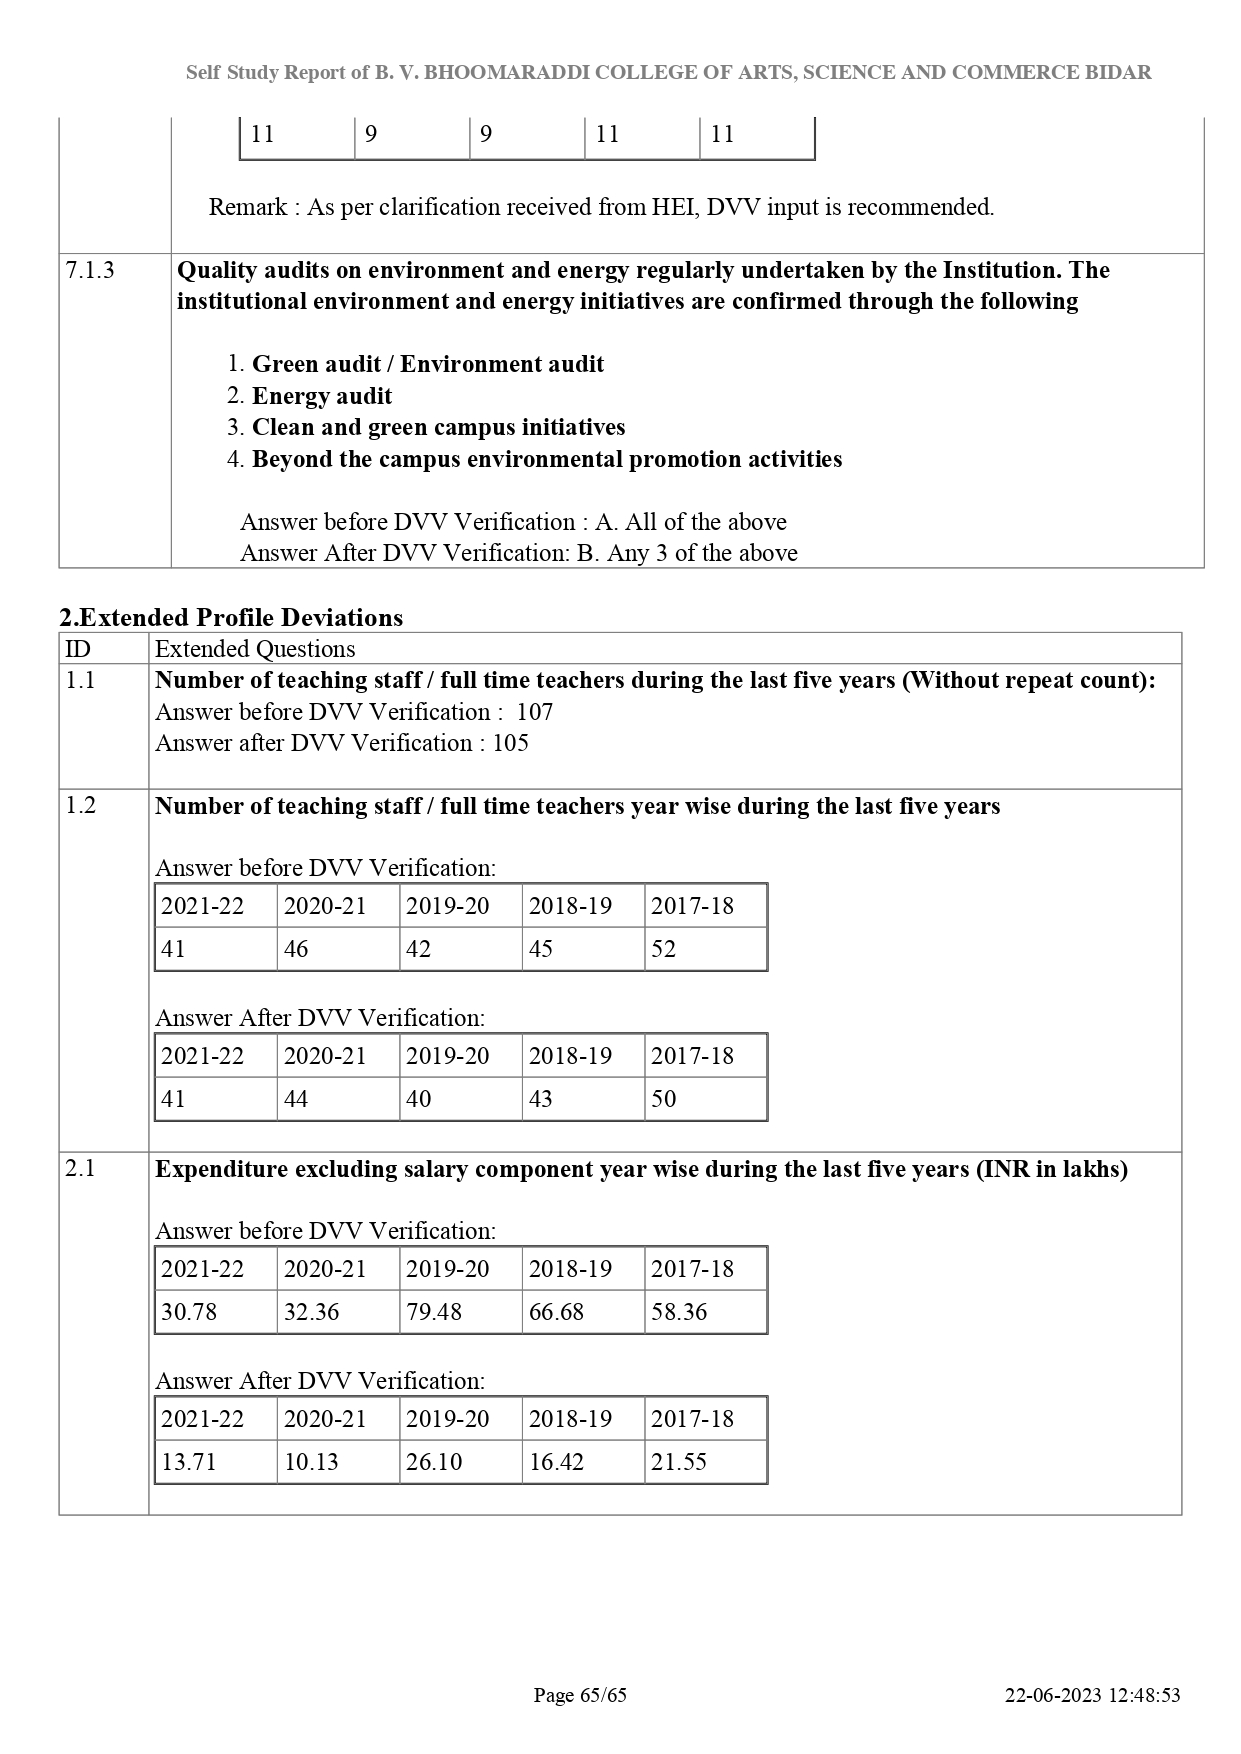 Self Study Report of B. V. BHOOMARADDI COLLEGE OF ARTS, SCIENCE AND COMMERCE BIDAR
11 9 9 11 11
Remark : As per clarification received from HEI, DVV input is recommended.
7.1.3 Quality audits on environment and energy regularly undertaken by the Institution. The
institutional environment and energy initiatives are confirmed through the following
1. Green audit / Environment audit
2. Energy audit
3. Clean and green campus initiatives
4. Beyond the campus environmental promotion activities
Answer before DVV Verification : A. All of the above
Answer After DVV Verification: B. Any 3 of the above
2.Extended Profile Deviations
ID Extended Questions
1.1 Number of teaching staff / full time teachers during the last five years (Without repeat count):
Answer before DVV Verification : 107
Answer after DVV Verification : 105
1.2 Number of teaching staff / full time teachers year wise during the last five years
Answer before DVV Verification:
2021-22 2020-21 2019-20 2018-19 2017-18
41 46 42 45 52
Answer After DVV Verification:
2021-22 2020-21 2019-20 2018-19 2017-18
41 44 40 43 50
2.1 Expenditure excluding salary component year wise during the last five years (INR in lakhs)
Answer before DVV Verification:
2021-22 2020-21 2019-20 2018-19 2017-18
30.78 32.36 79.48 66.68 58.36
Answer After DVV Verification:
2021-22 2020-21 2019-20 2018-19 2017-18
13.71 10.13 26.10 16.42 21.55
Page 65/65 22-06-2023 12:48:53